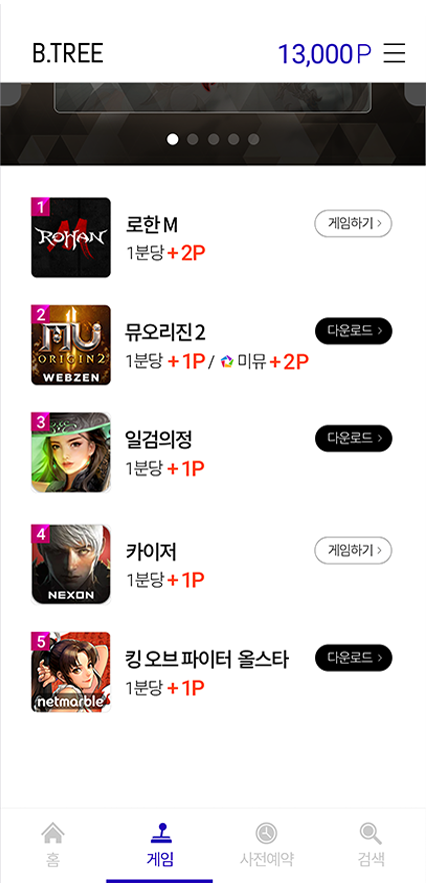 B.TREE
13,000P
1
ROHAN
M
로한 M
1분당 +2P
게임하기 >
2
MU
ORIGIN2
WEBZEN
뮤오리진 2
1분당 +1P / 미뮤 +2P
다운로드 >
3
일검의정
1분당 +1P
다운로드 >
4
NEXON
카이저
1분당 +1P
게임하기 >
5
netmarble
킹 오브 파이터 올스타
1분당 +1P
다운로드 >
홈
게임
사전예약
검색